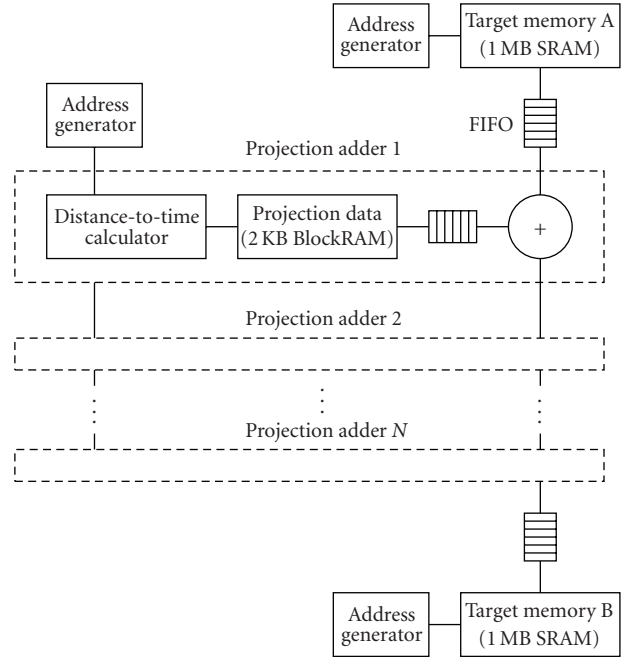 Address
generator
Target memory A
(1 MB SRAM)
Address
generator
FIFO
Projection adder 1
Distance-to-time
calculator
Projection data
(2 KB BlockRAM)
+
Projection adder 2
Projection adder N
Address
generator
Target memory B
(1 MB SRAM)